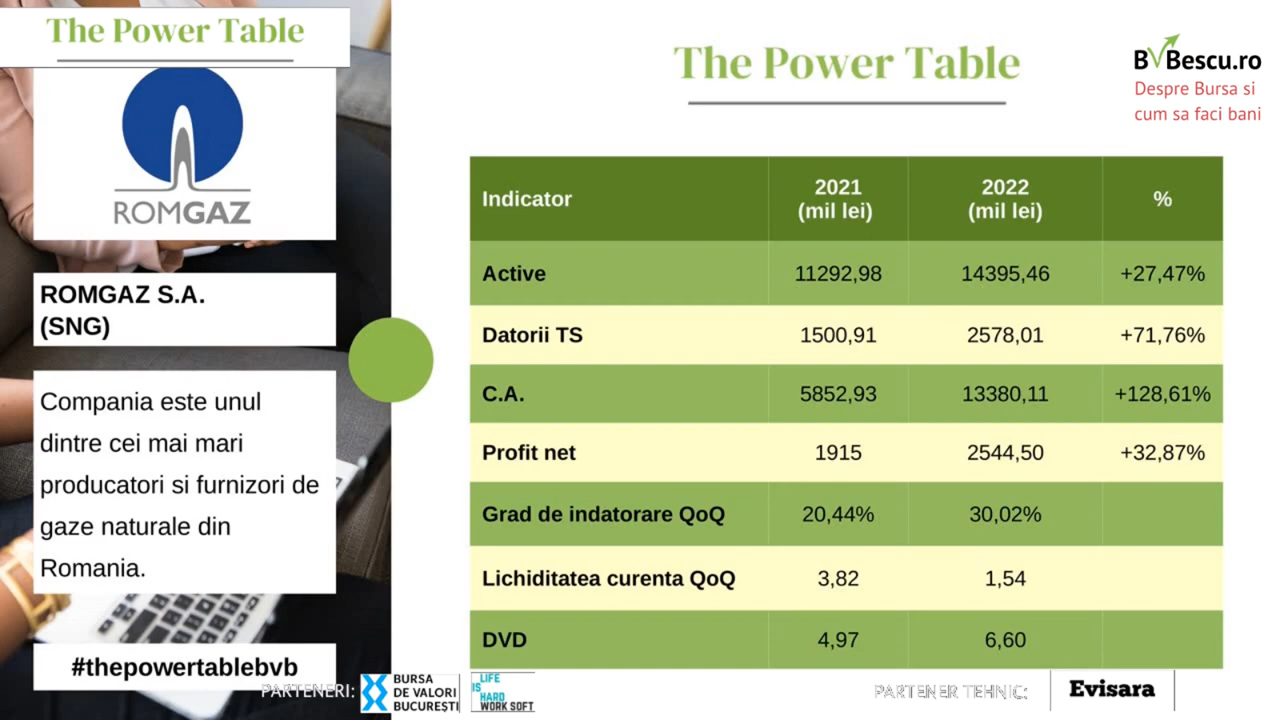 The Power Table
ROMGAZ
ROMGAZ S.A.
(SNG)
Compania este unul
dintre cei mai mari
producatori si furnizori de
gaze naturale din
Romania.
#thepowertablebvb
The Power Table
BVBescu.ro
Despre Bursa si
cum sa faci bani
Indicator 2021 (mil lei) 2022 (mil lei) %
Active 11292,98 14395,46 +27,47%
Datorii TS 1500,91 2578,01 +71,76%
C.A. 5852,93 13380,11 +128,61%
Profit net 1915 2544,50 +32,87%
Grad de indatorare QoQ 20,44% 30,02%
Lichiditatea curenta QoQ 3,82 1,54
DVD 4,97 6,60
PARTENERI:
BURSA
DE VALORI
BUCUREȘTI
LIFE
IS
HARD
WORK SOFT
PARTENER TEHNIC:
Evisara